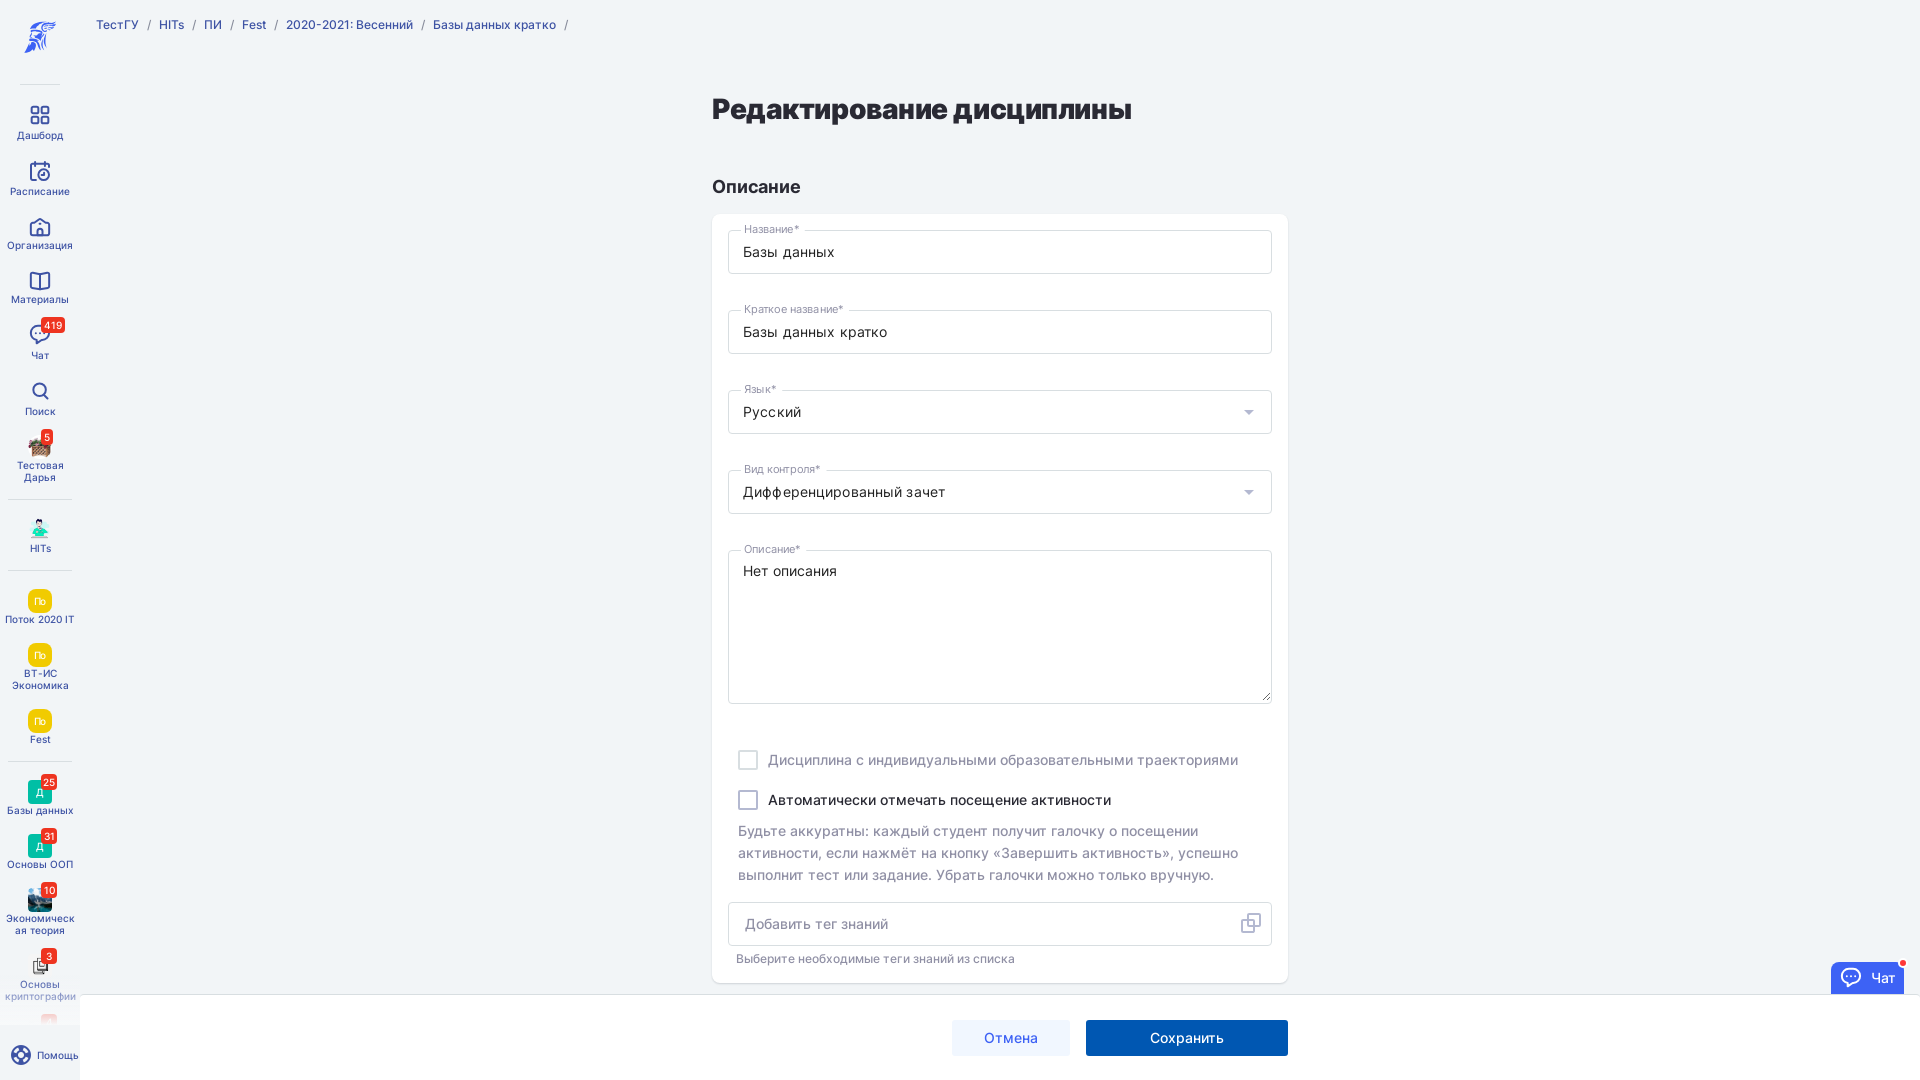 ТестГУ / HITs / ПИ / Fest / 2020-2021: Весенний / Базы данных кратко /
Дашборд
Расписание
Организация
Материалы
419
Чат
Поиск
5
Тестовая
Дарья
HITs
По
Поток 2020 IT
По
ВТ-ИС
Экономика
По
Fest
25
Д
Базы данных
31
Д
Основы ООП
10
Экономическ
ая теория
3
Основы
криптографии
Помощь
Редактирование дисциплины
Описание
Название*
Базы данных
Краткое название*
Базы данных кратко
Язык*
Русский
Вид контроля*
Дифференцированный зачет
Описание*
Нет описания
Дисциплина с индивидуальными образовательными траекториями
Автоматически отмечать посещение активности
Будьте аккуратны: каждый студент получит галочку о посещении
активности, если нажмёт на кнопку «Завершить активность», успешно
выполнит тест или задание. Убрать галочки можно только вручную.
Добавить тег знаний
Выберите необходимые теги знаний из списка
Чат
Отмена
Сохранить